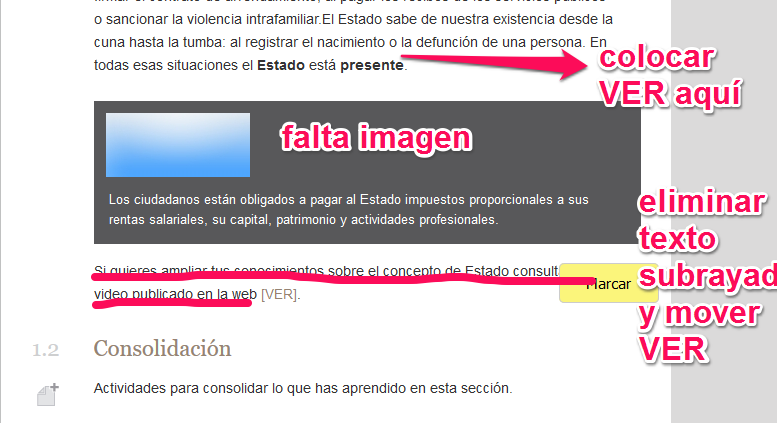 firmar el contrato de arrendamiento, al pagar los recibos de los servicios públicos
o sancionar la violencia intrafamiliar.El Estado sabe de nuestra existencia desde la
cuna hasta la tumba: al registrar el nacimiento o la defunción de una persona. En
todas esas situaciones el Estado está presente.
colocar
VER aquí
falta imagen
Los ciudadanos están obligados a pagar al Estado impuestos proporcionales a sus
rentas salariales, su capital, patrimonio y actividades profesionales.
eliminar
texto
subrayad
y mover
VER
Si quieres ampliar tus conocimientos sobre el concepto de Estado consult
video publicado en la web [VER].
Marcar
1.2 Consolidación
Actividades para consolidar lo que has aprendido en esta sección.